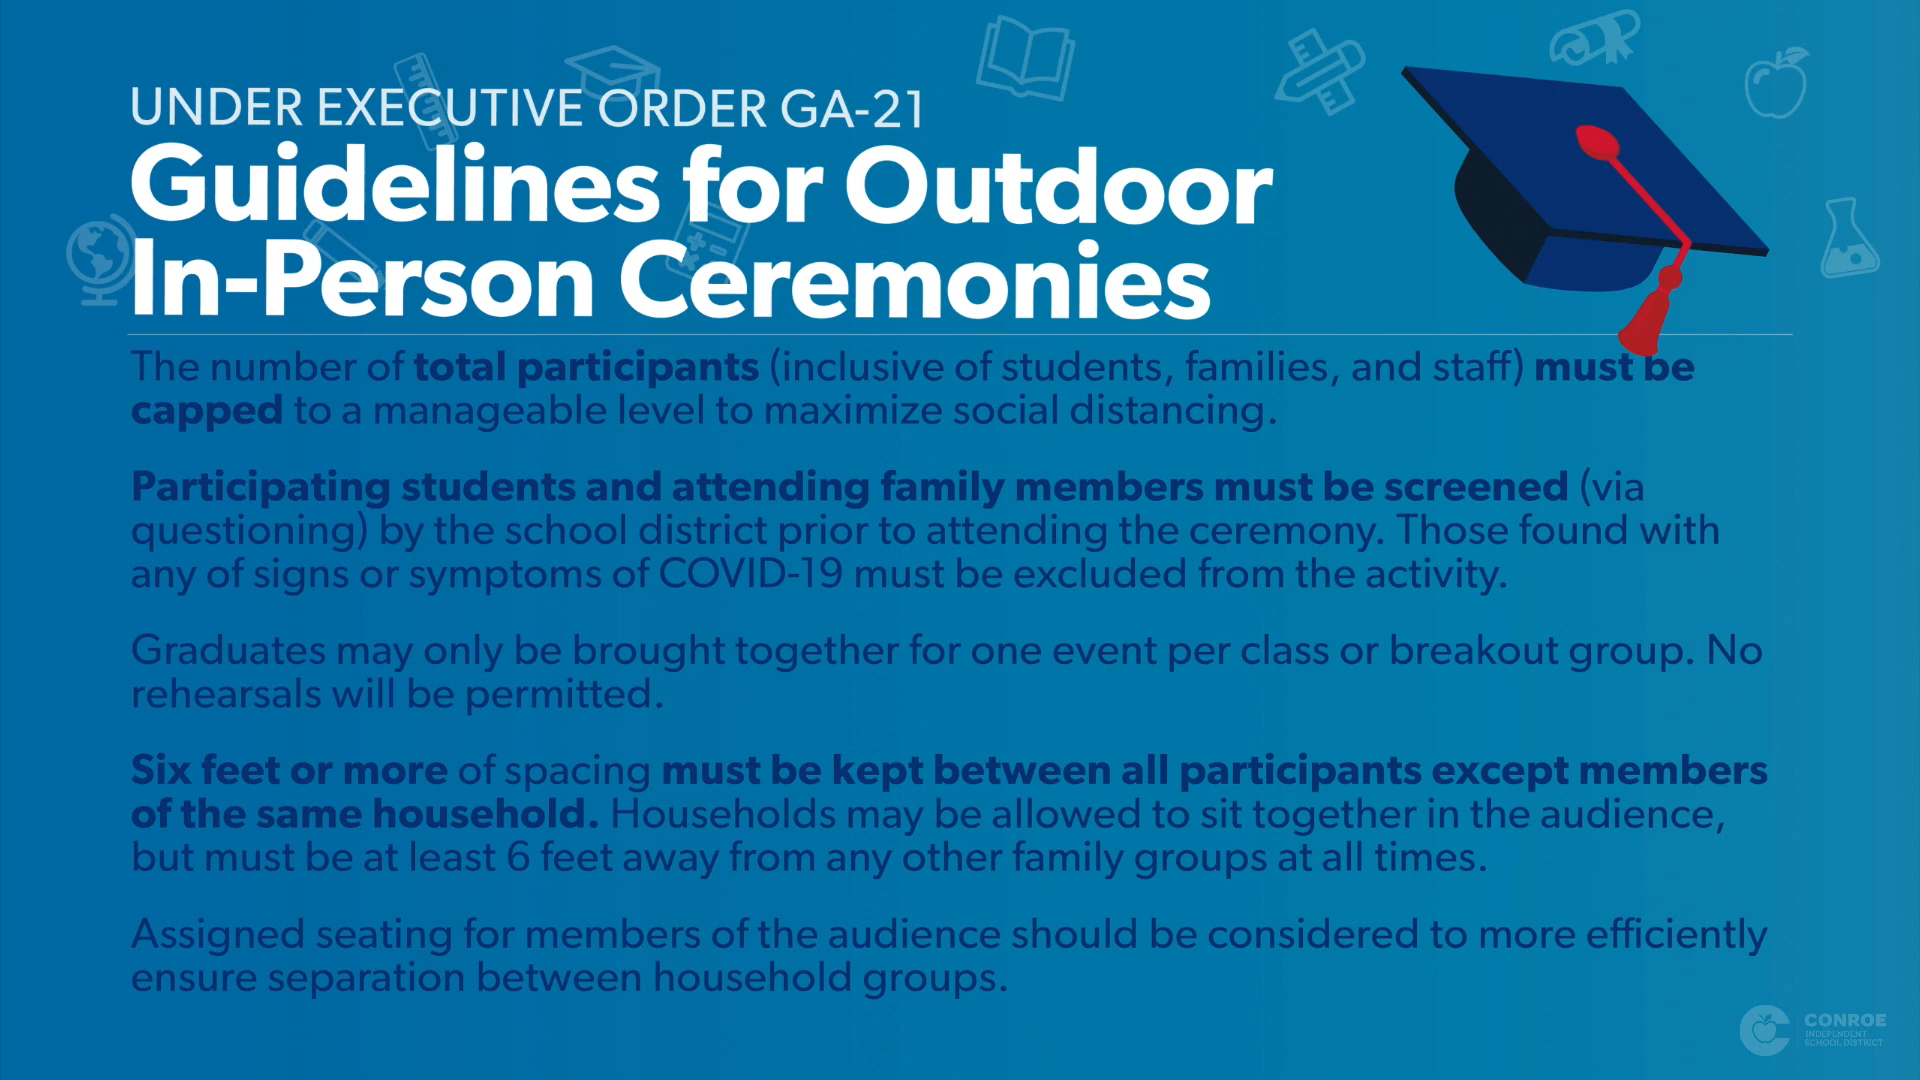 UNDER EXECUTIVE ORDER GA-21
Guidelines for Outdoor
In-Person Ceremonies
The number of total participants (inclusive of students, families, and staff) must be
capped to a manageable level to maximize social distancing.
Participating students and attending family members must be screened (via
questioning) by the school district prior to attending the ceremony. Those found with
any of signs or symptoms of COVID-19 must be excluded from the activity.
Graduates may only be brought together for one event per class or breakout group. No
rehearsals will be permitted.
Six feet or more of spacing must be kept between all participants except members
of the same household. Households may be allowed to sit together in the audience,
but must be at least 6 feet away from any other family groups at all times.
Assigned seating for members of the audience should be considered to more efficiently
ensure separation between household groups.
CONROE
INDEPENDENT
SCHOOL DISTRICT